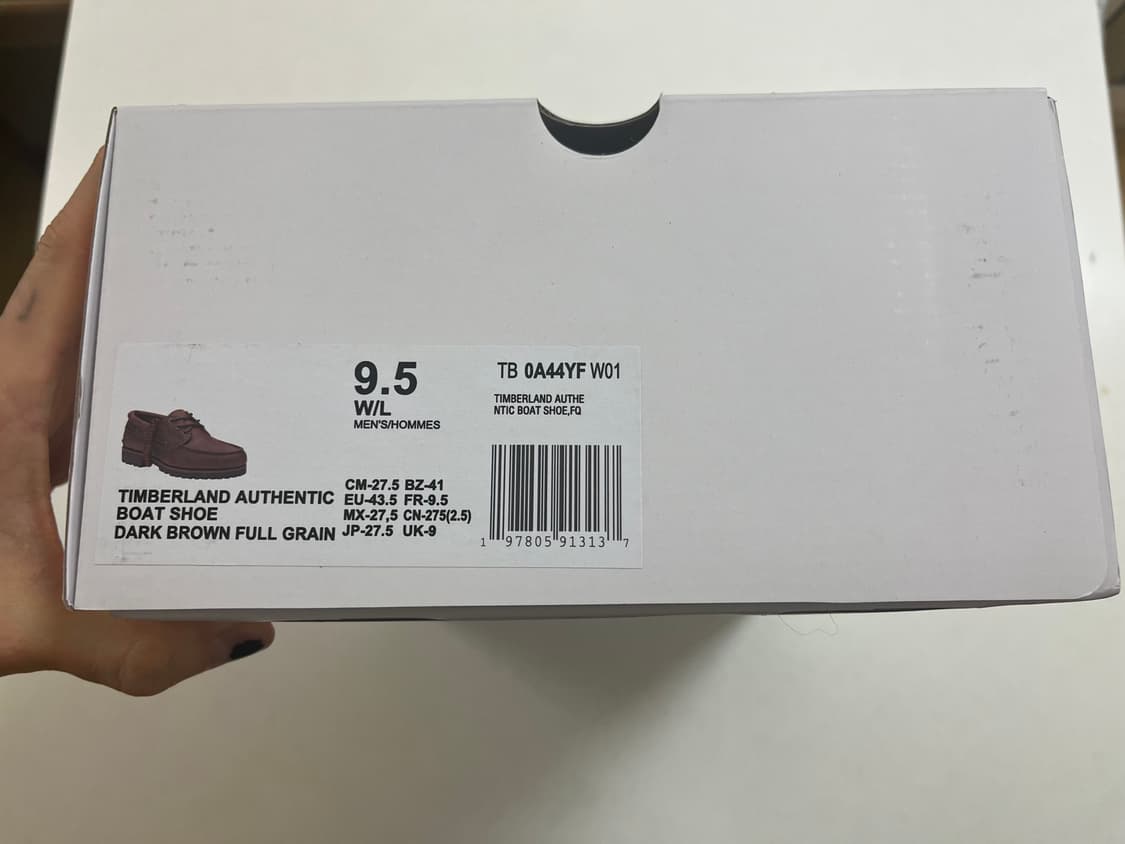 9.5
W/L
MEN'S/HOMMES
TB 0A44YF W01
TIMBERLAND AUTHE
NTIC BOAT SHOE,FQ
TIMBERLAND AUTHENTIC
BOAT SHOE
DARK BROWN FULL GRAIN
CM-27.5 BZ-41
EU-43.5 FR-9.5
MX-27,5 CN-275(2.5)
JP-27.5 UK-9
1 97805 91313 7